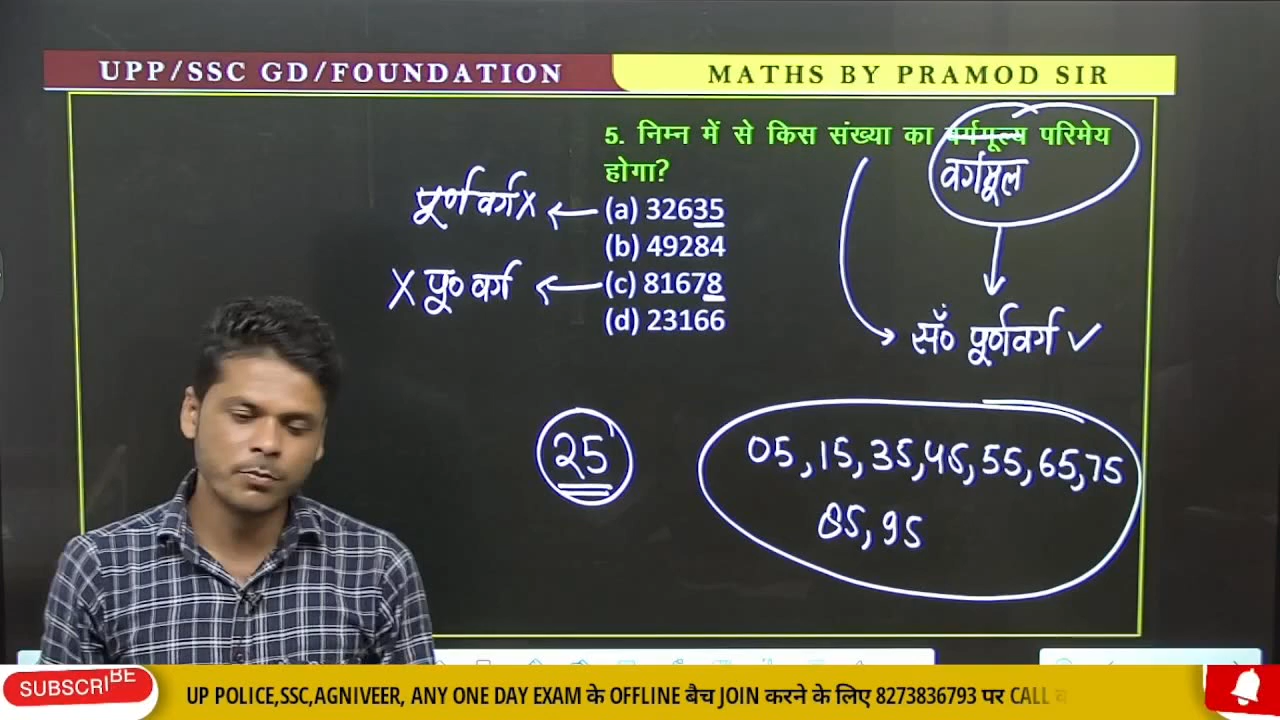 UPP/SSC GD/FOUNDATION
MATHS BY PRAMOD SIR
5. निम्न में से किस संख्या का वर्गमूल्य परिमेय
होगा?
वर्गमूल
(a) 32635
पूर्णवर्ग X
(b) 49284
(c) 81678
X पू० वर्ग
(d) 23166
सं० पूर्णवर्ग ✓
25
05, 15, 35, 45, 55, 65, 75
85, 95
SUBSCRIBE
UP POLICE,SSC,AGNIVEER, ANY ONE DAY EXAM के OFFLINE बैच JOIN करने के लिए 8273836793 पर CALL